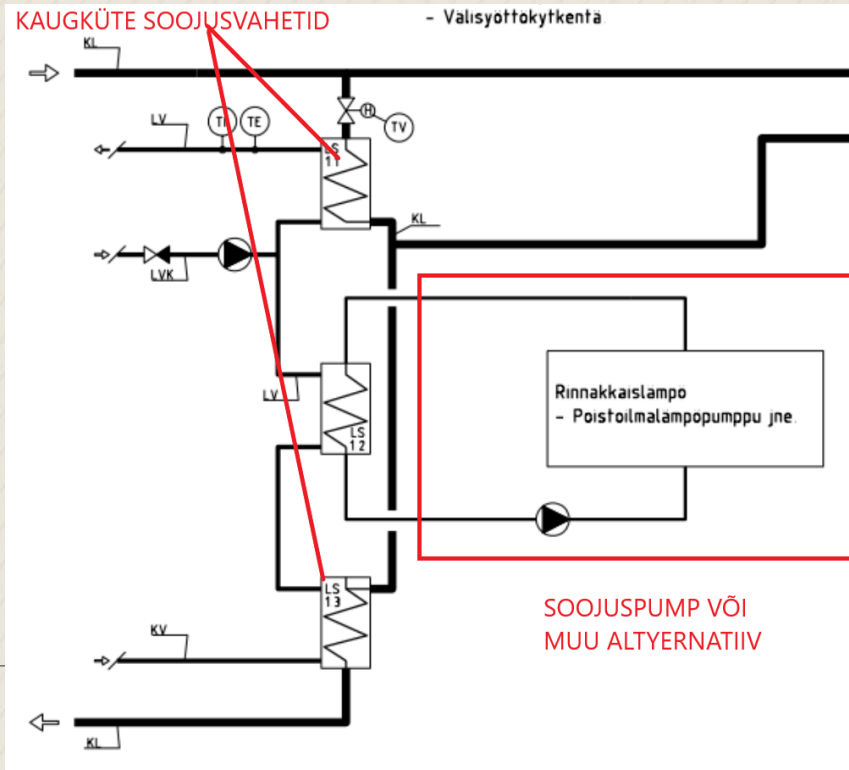 KAUGKÜTE SOOJUSVAHETID
- Välisyöttökytkentä
KL
LV
TI
TE
H
TV
LS
11
KL
LVK
LV
LS
12
Rinnakkaislämpö
- Poistoilmalämpöpumppu jne.
LS
13
SOOJUSPUMP VÕI
MUU ALTYERNATIIV
KV
KL